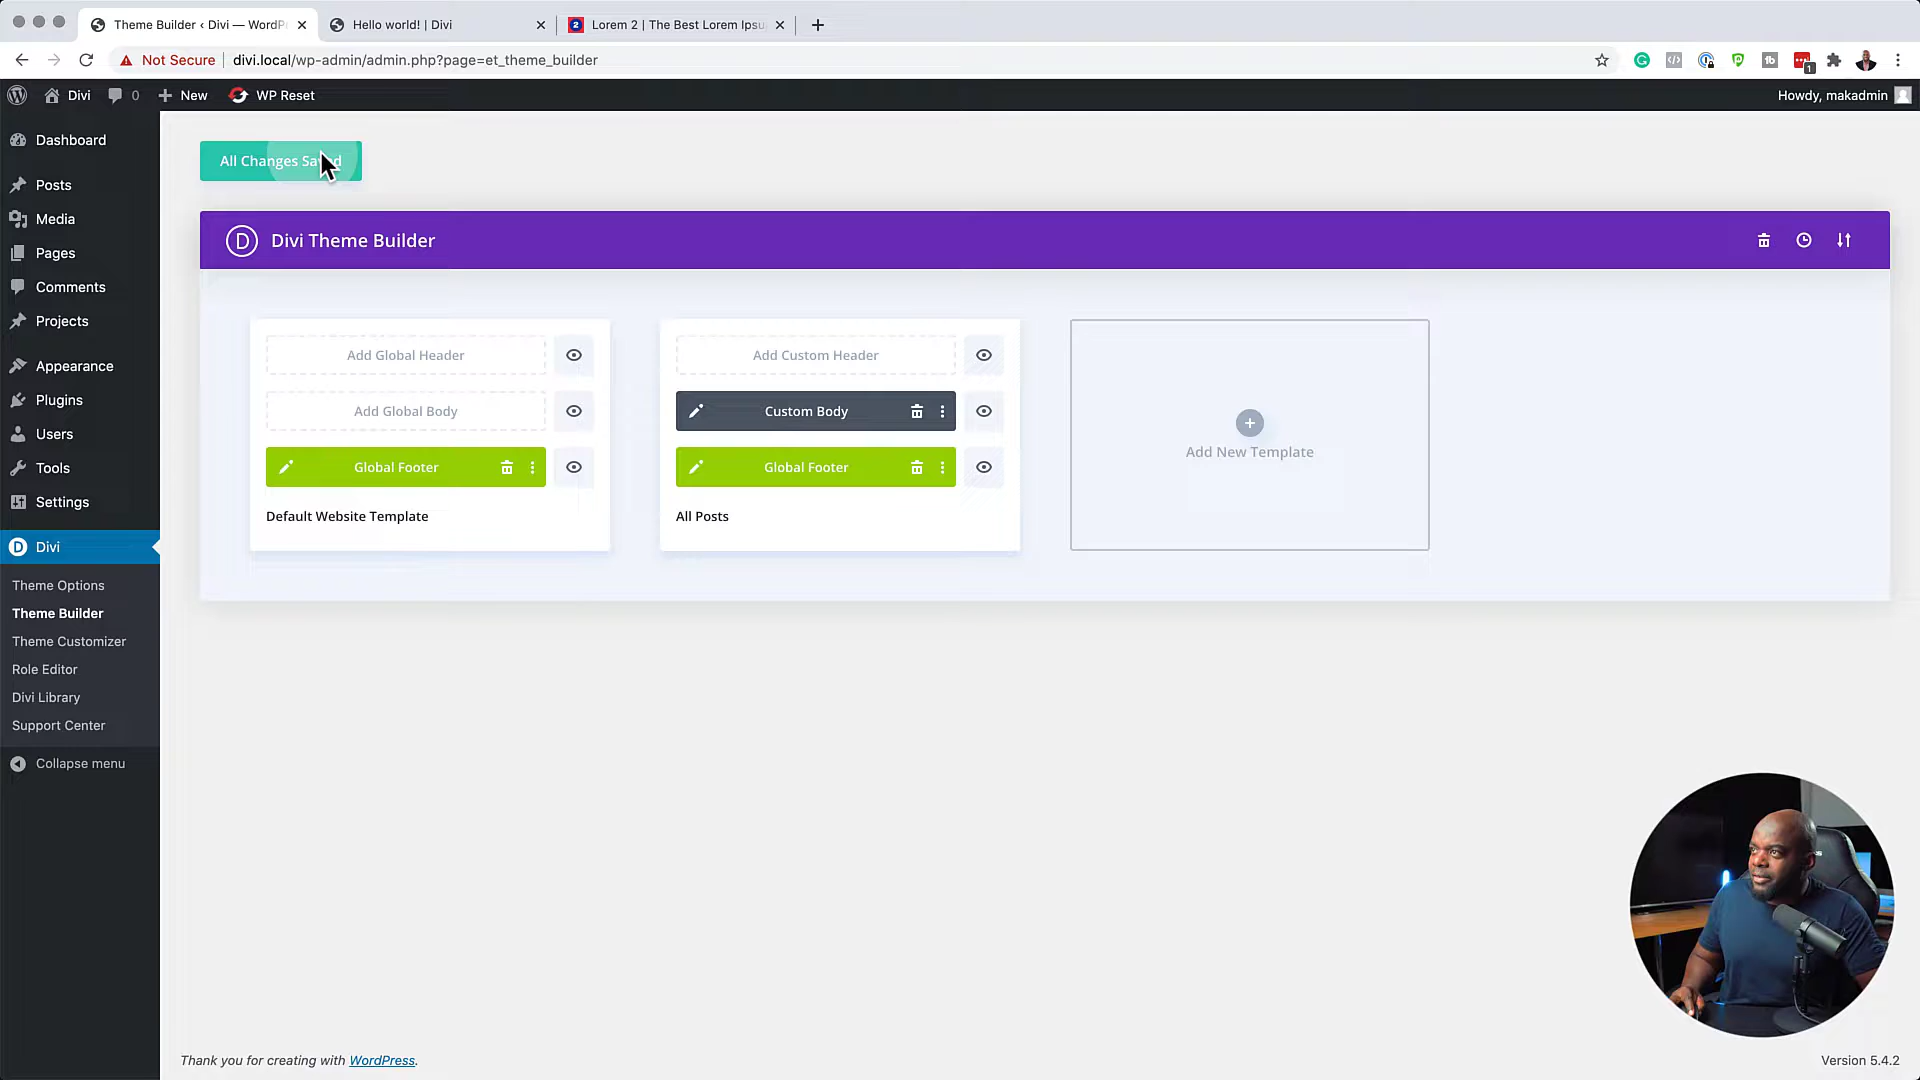 Theme Builder ‹ Divi — WordP
Hello world! | Divi
2 Lorem 2 | The Best Lorem Ipsu
Not Secure | divi.local/wp-admin/admin.php?page=et_theme_builder
1
Divi 0 + New WP Reset
Howdy, makadmin
Dashboard
Posts
Media
Pages
Comments
Projects
Appearance
Plugins
Users
Tools
Settings
D Divi
Theme Options
Theme Builder
Theme Customizer
Role Editor
Divi Library
Support Center
Collapse menu
All Changes Saved
D Divi Theme Builder
Add Global Header
Add Global Body
Global Footer
Default Website Template
Add Custom Header
Custom Body
Global Footer
All Posts
Add New Template
Thank you for creating with WordPress.
Version 5.4.2